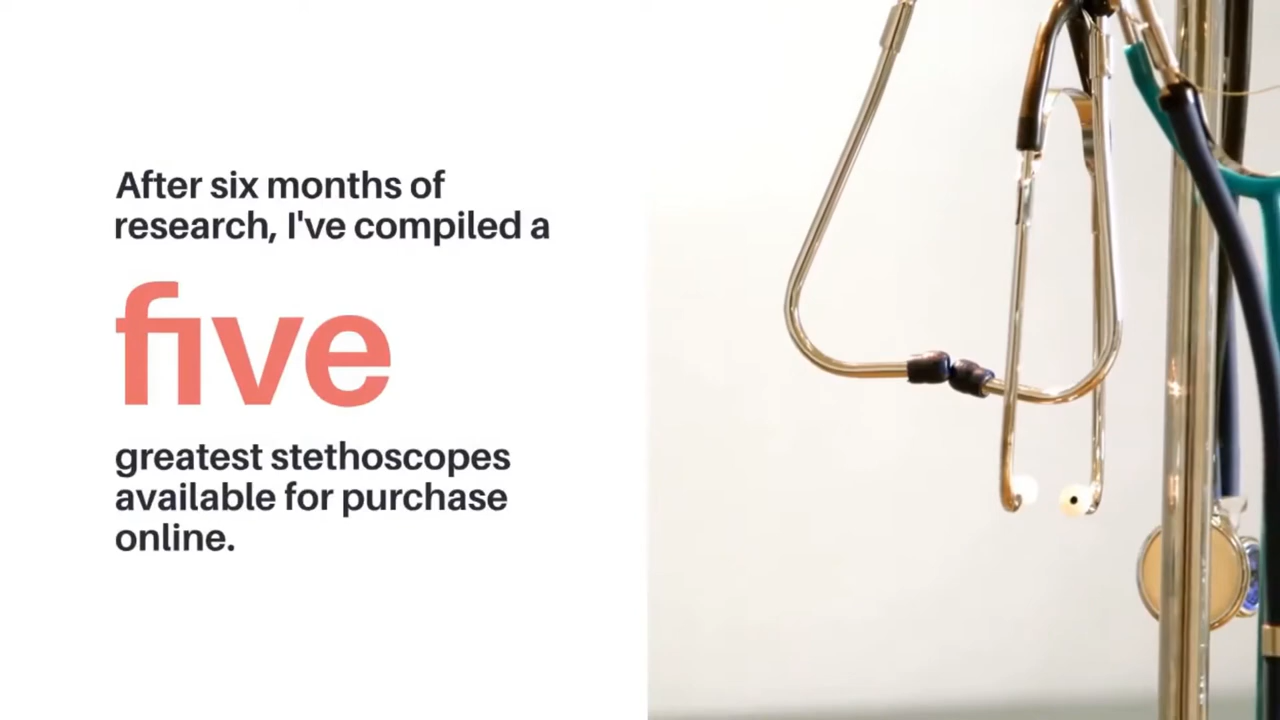 After six months of
research, I've compiled a
five
greatest stethoscopes
available for purchase
online.